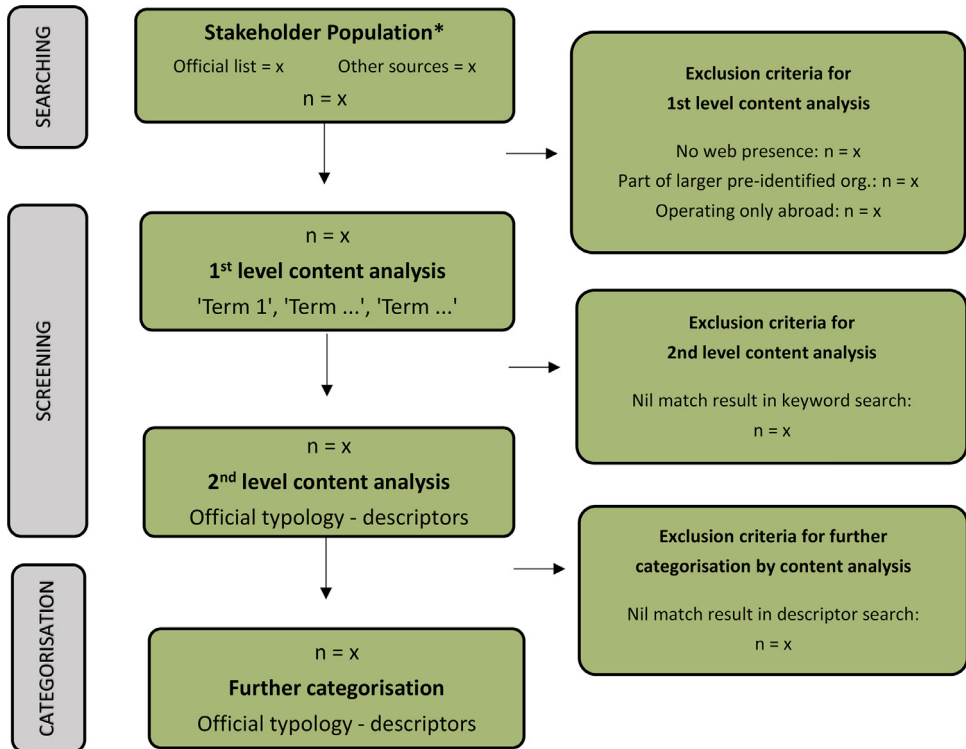 SEARCHING
Stakeholder Population*
Official list = x Other sources = x
n = x
Exclusion criteria for
1st level content analysis
No web presence: n = x
Part of larger pre-identified org.: n = x
Operating only abroad: n = x
SCREENING
n = x
1st level content analysis
'Term 1', 'Term ...', 'Term ...'
Exclusion criteria for
2nd level content analysis
Nil match result in keyword search:
n = x
n = x
2nd level content analysis
Official typology - descriptors
Exclusion criteria for further
categorisation by content analysis
Nil match result in descriptor search:
n = x
CATEGORISATION
n = x
Further categorisation
Official typology - descriptors